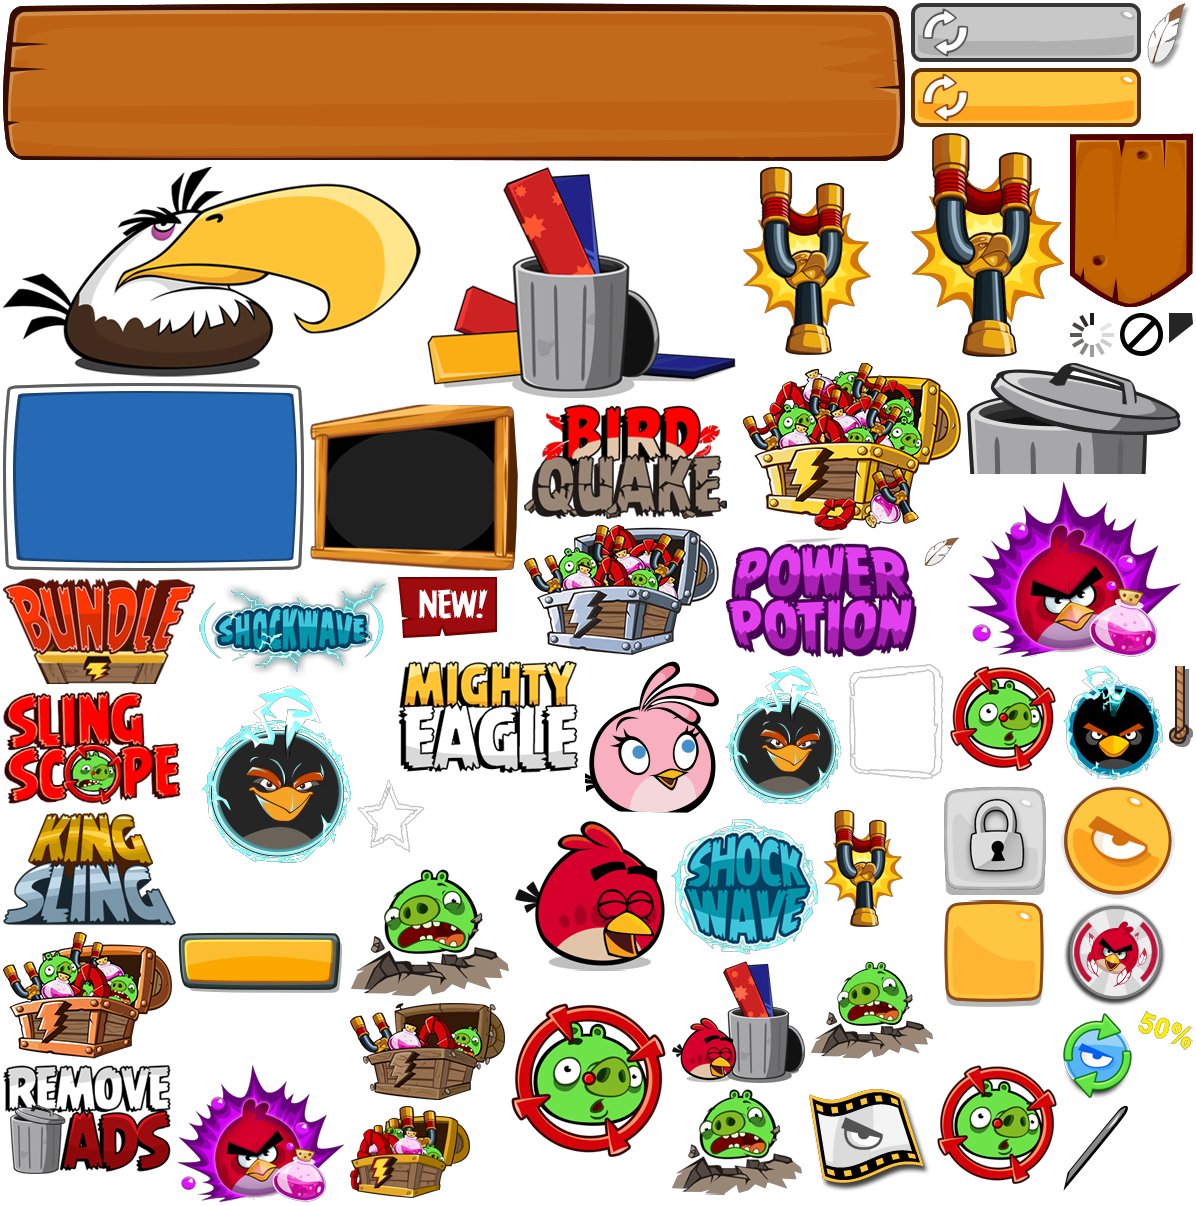 BIRD
QUAKE
POWER
POTION
BUNDLE
SHOCKWAVE
NEW!
MIGHTY
EAGLE
SLING
SCOPE
KING
SLING
SHOCK
WAVE
50%
REMOVE
ADS